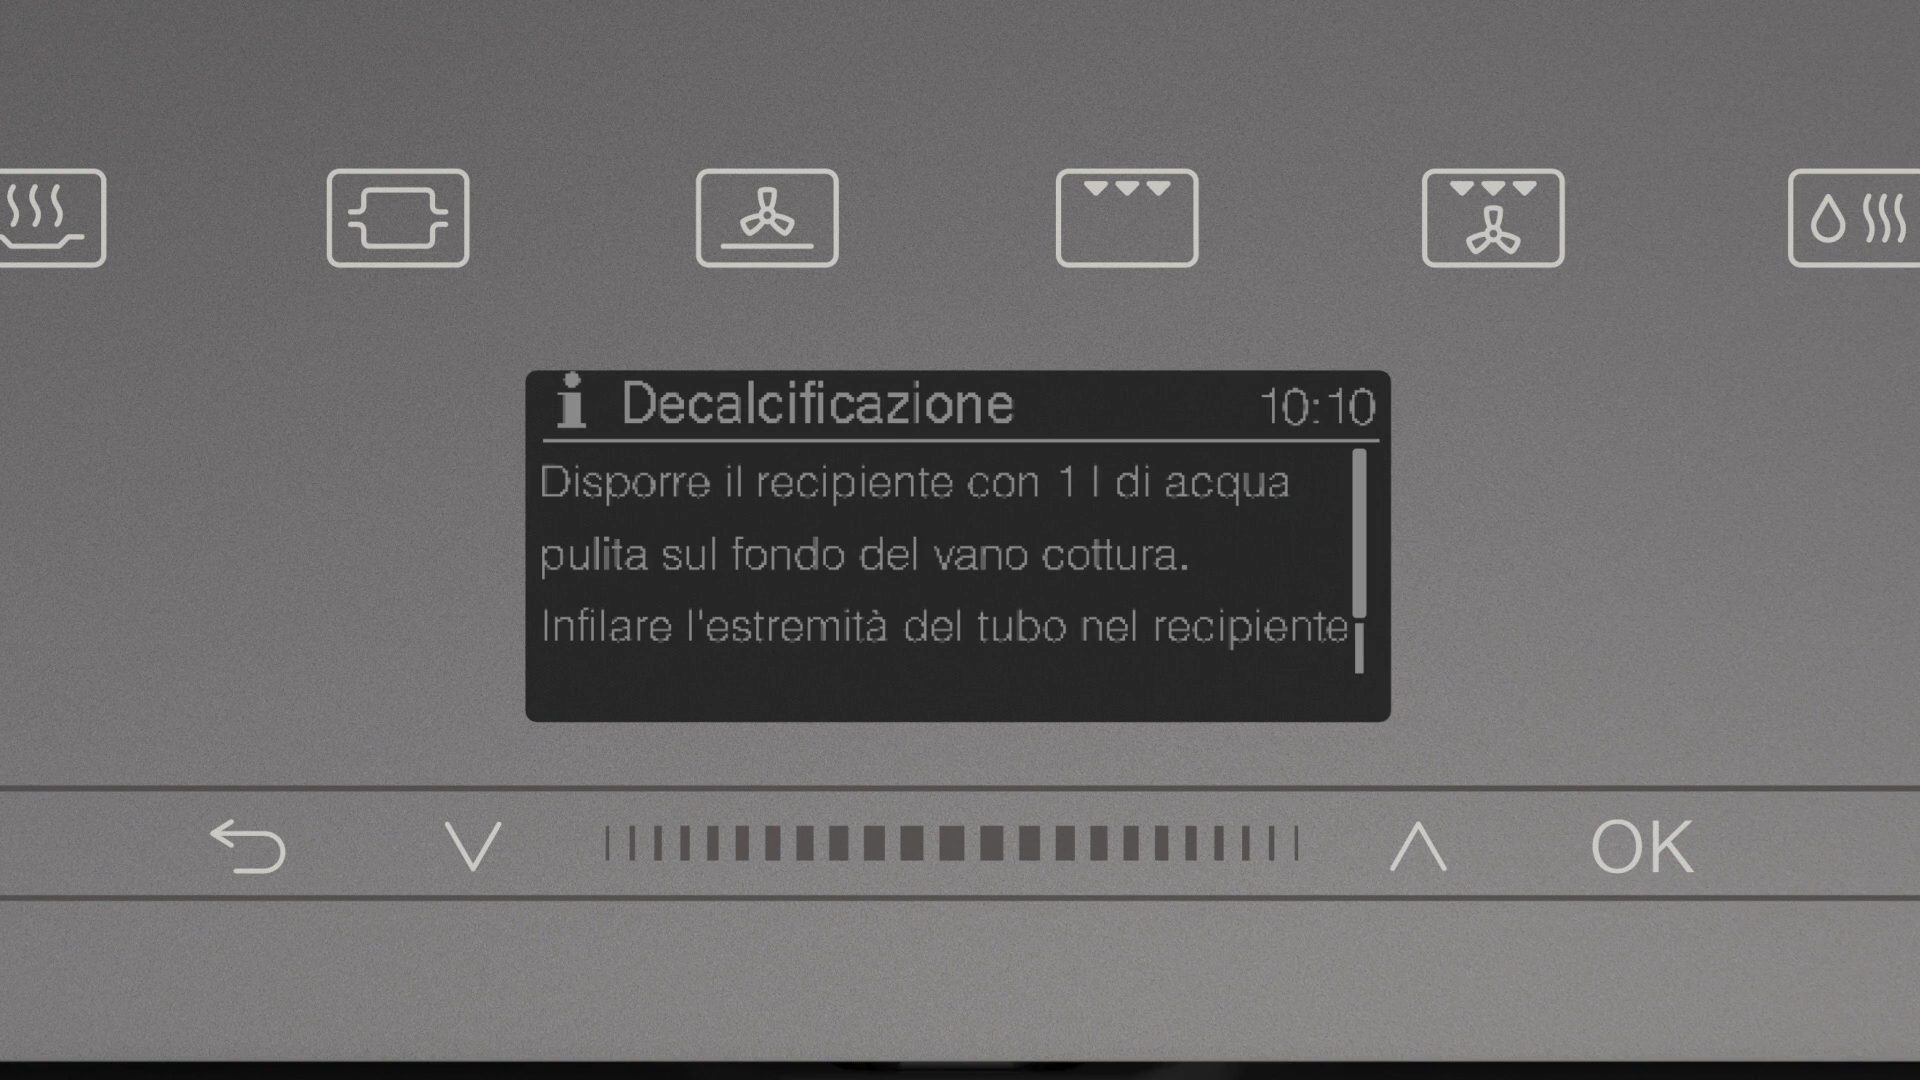 i Decalcificazione 10:10
Disporre il recipiente con 1 l di acqua
pulita sul fondo del vano cottura.
Infilare l'estremità del tubo nel recipiente
OK